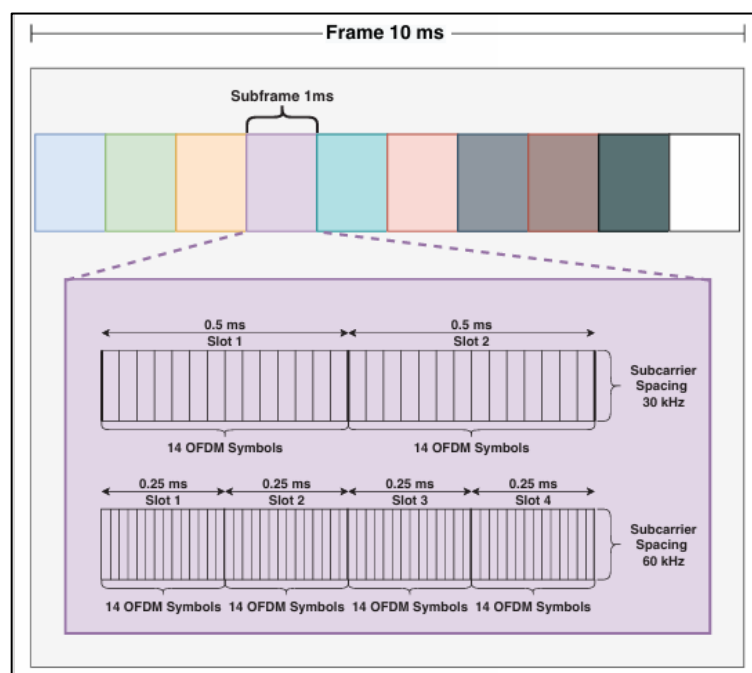 Frame 10 ms
Subframe 1ms
0.5 ms
Slot 1
0.5 ms
Slot 2
Subcarrier
Spacing
30 kHz
14 OFDM Symbols
14 OFDM Symbols
0.25 ms
Slot 1
0.25 ms
Slot 2
0.25 ms
Slot 3
0.25 ms
Slot 4
Subcarrier
Spacing
60 kHz
14 OFDM Symbols
14 OFDM Symbols
14 OFDM Symbols
14 OFDM Symbols